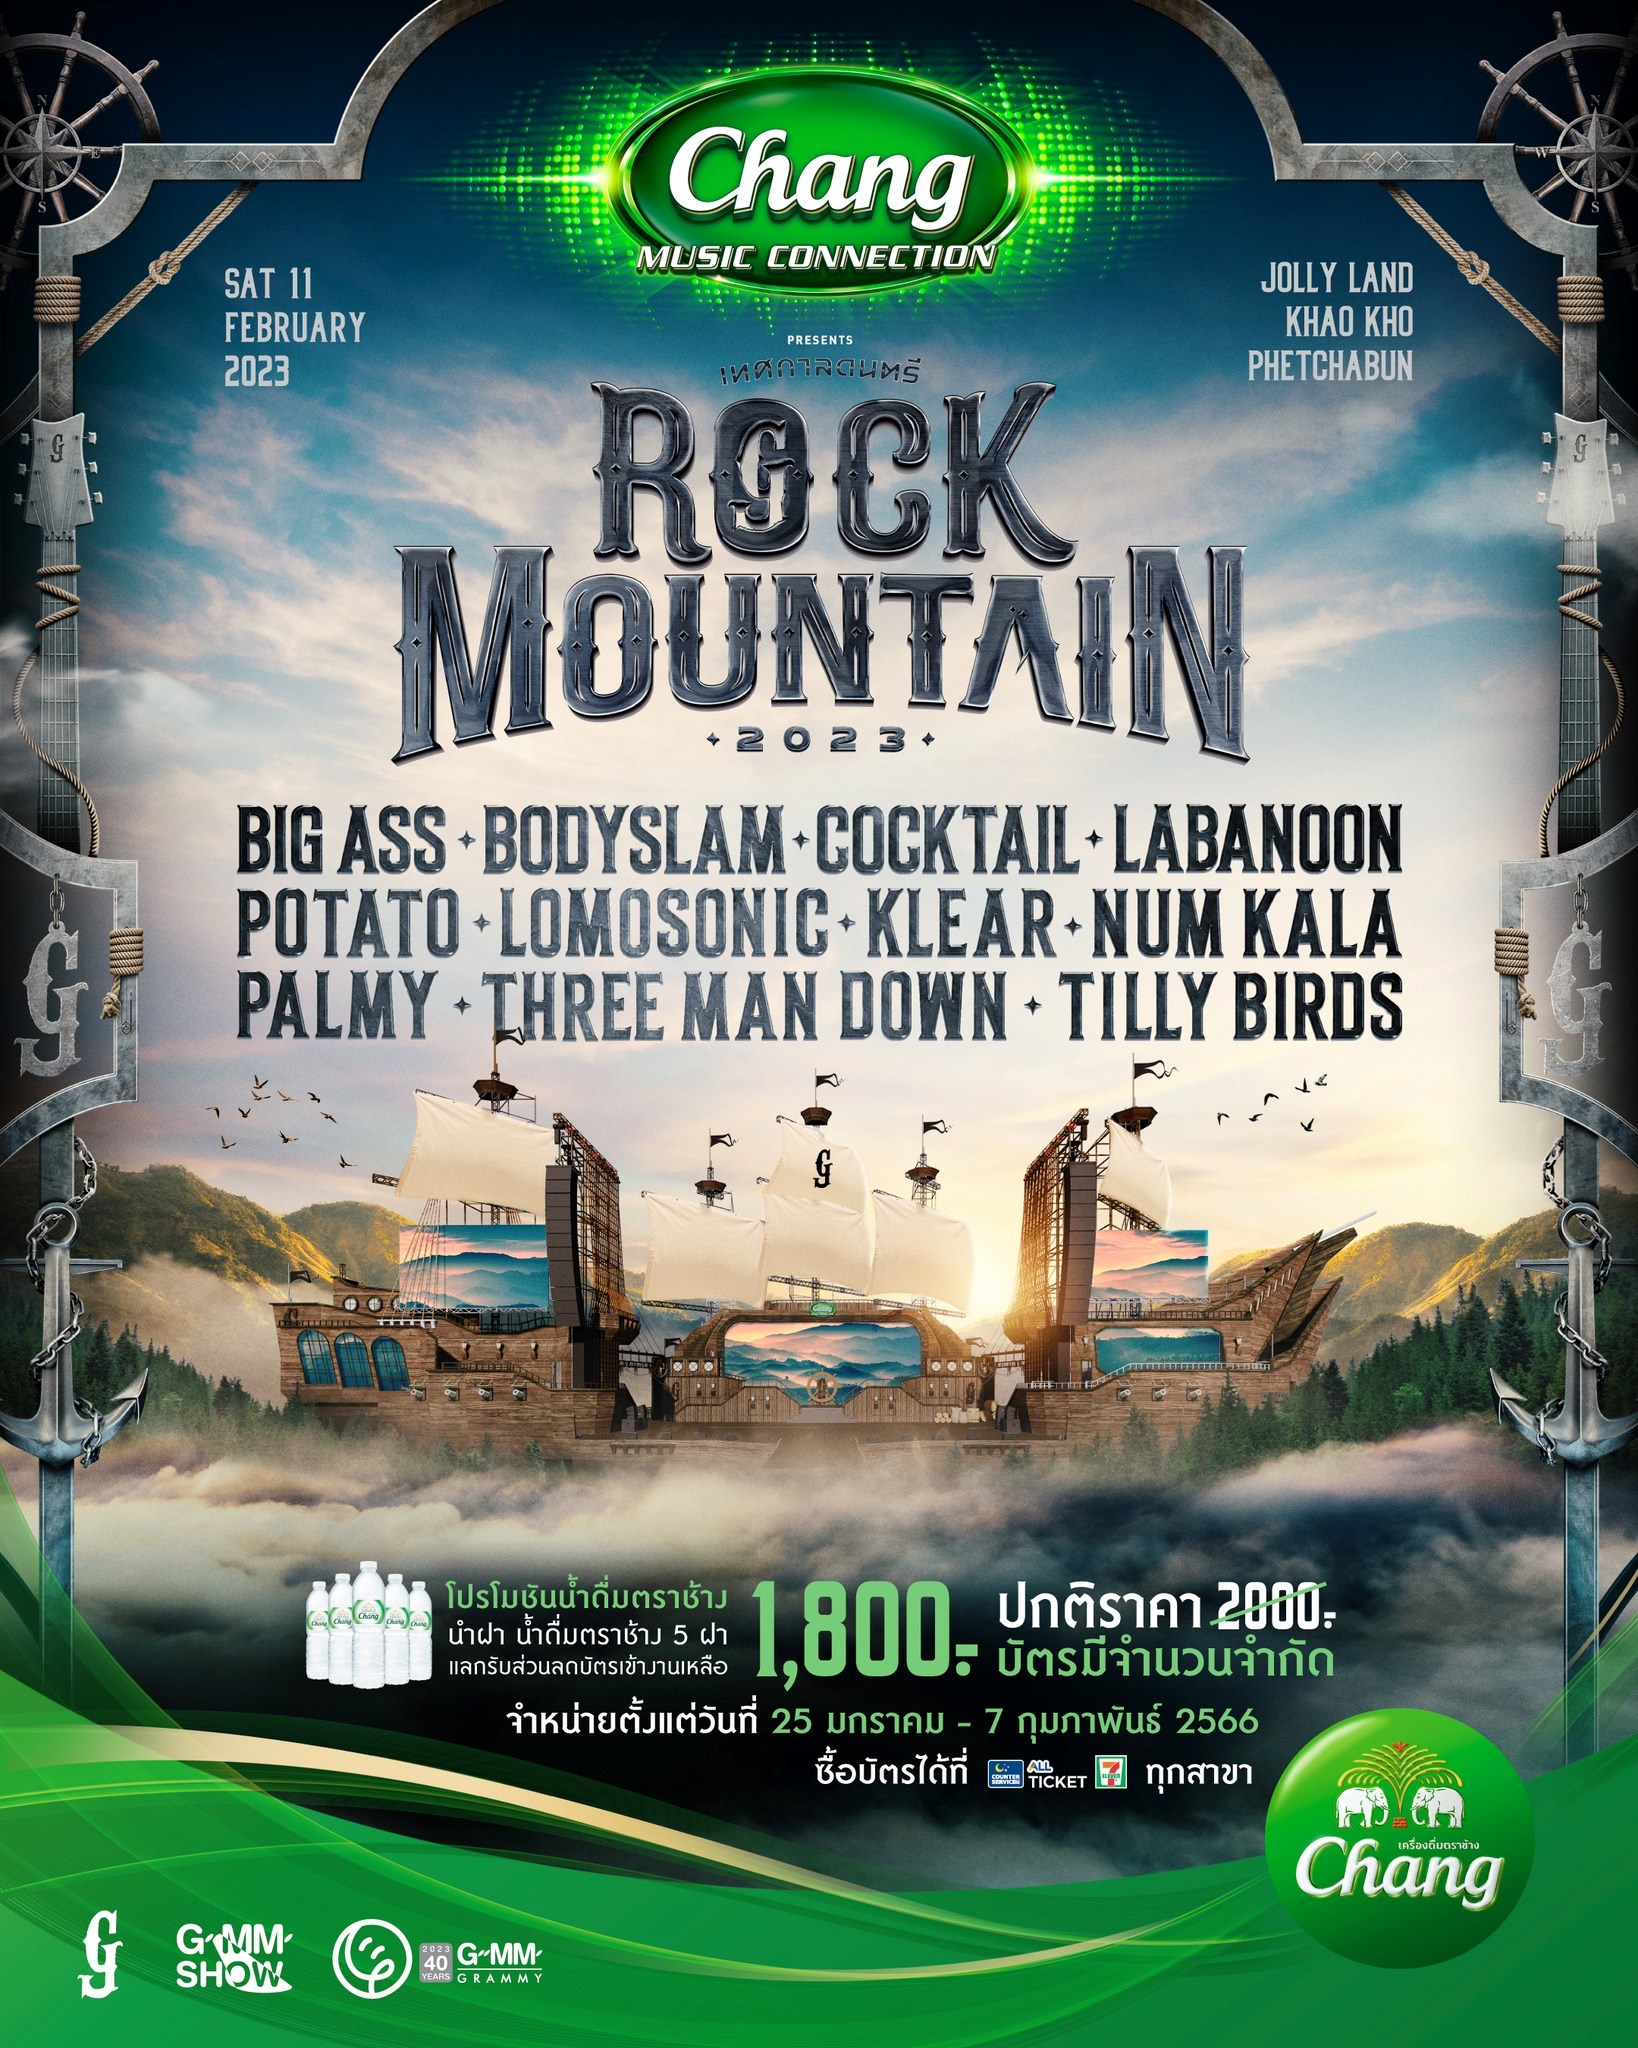 Chang
MUSIC CONNECTION
SAT 11
FEBRUARY
2023
JOLLY LAND
KHAO KHO
PHETCHABUN
PRESENTS
เทศกาลดนตรี
ROCK
MOUNTAIN
2023
BIG ASS BODYSLAM COCKTAIL LABANOON
POTATO LOMOSONIC KLEAR NUM KALA
PALMY THREE MAN DOWN TILLY BIRDS
โปรโมชันน้ำดื่มตราช้าง
นำฝา น้ำดื่มตราช้าง 5 ฝา
แลกรับส่วนลดบัตรเข้างานเหลือ
1,800.-
ปกติราคา 2000.-
บัตรมีจำนวนจำกัด
จำหน่ายตั้งแต่วันที่ 25 มกราคม - 7 กุมภาพันธ์ 2566
ซื้อบัตรได้ที่ COUNTER SERVICE ALL TICKET 7 ELEVEN ทุกสาขา
เครื่องดื่มตราช้าง
Chang
G
GMM SHOW
2023 40 YEARS
GMM GRAMMY